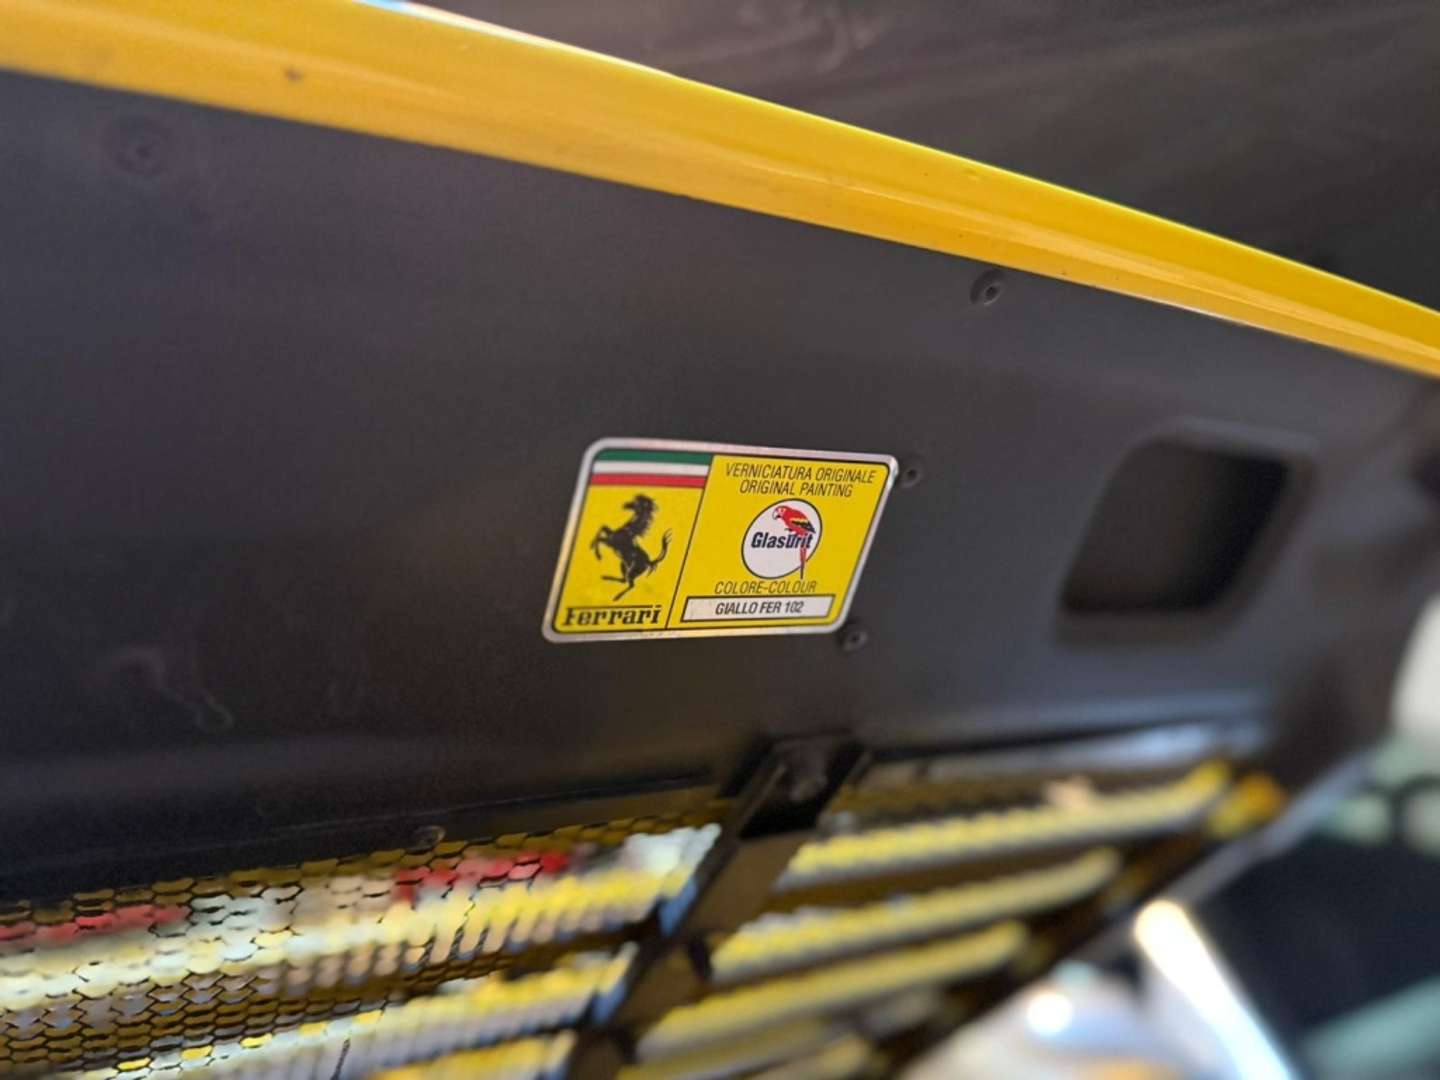 VERNICIATURA ORIGINALE
ORIGINAL PAINTING
GlasUrit
COLORE-COLOUR
GIALLO FER 102
Ferrari